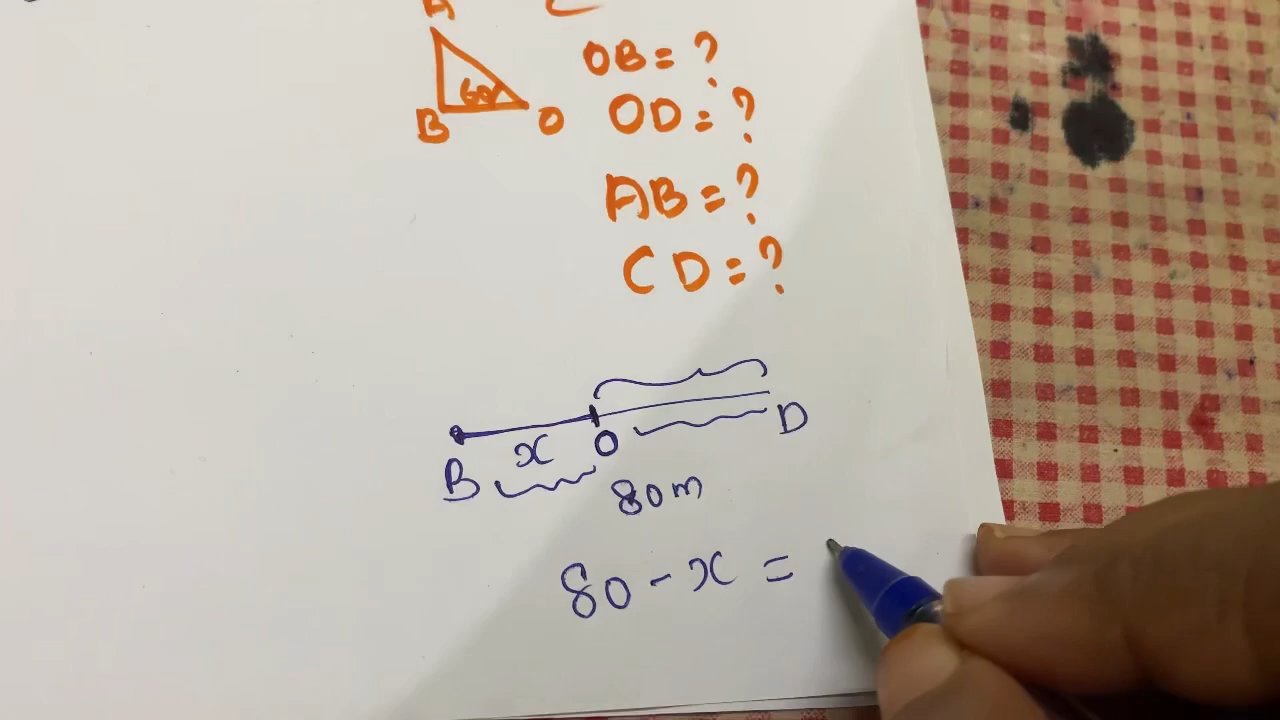 A
60°
B O
OB = ?
OD = ?
AB = ?
CD = ?
B x O D
80m
80 - x =